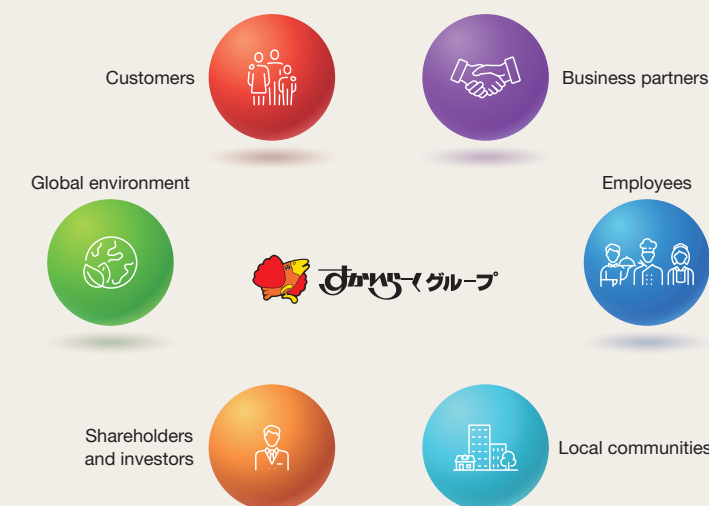 Customers
Business partners
Global environment
Employees
すかいらーくグループ
Shareholders
and investors
Local communities